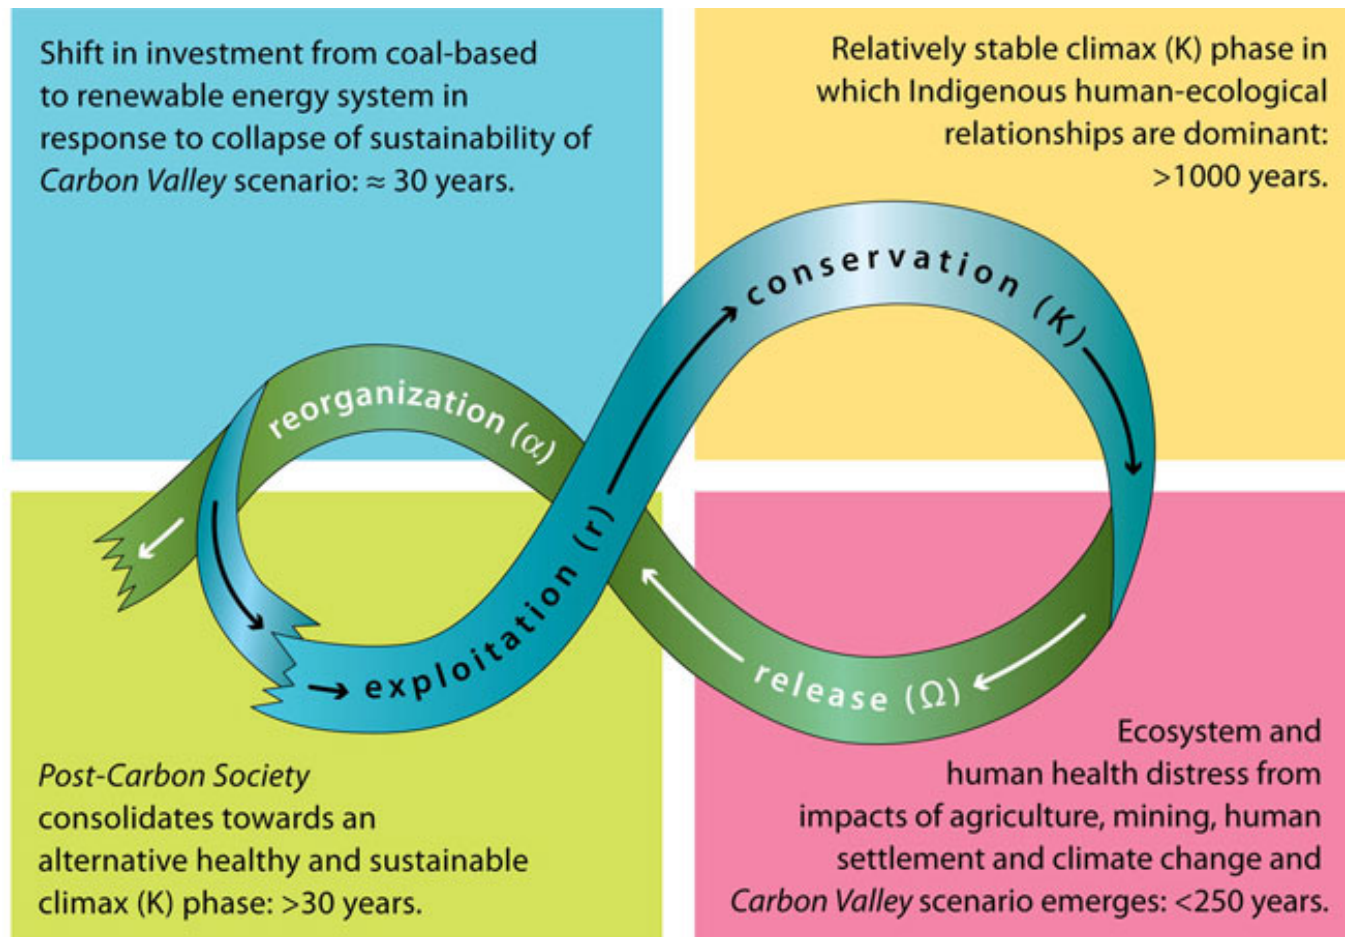 Shift in investment from coal-based
to renewable energy system in
response to collapse of sustainability of
Carbon Valley scenario: ≈ 30 years.
Relatively stable climax (K) phase in
which Indigenous human-ecological
relationships are dominant:
>1000 years.
conservation (K)
reorganization (α)
exploitation (r)
release (Ω)
Post-Carbon Society
consolidates towards an
alternative healthy and sustainable
climax (K) phase: >30 years.
Ecosystem and
human health distress from
impacts of agriculture, mining, human
settlement and climate change and
Carbon Valley scenario emerges: <250 years.